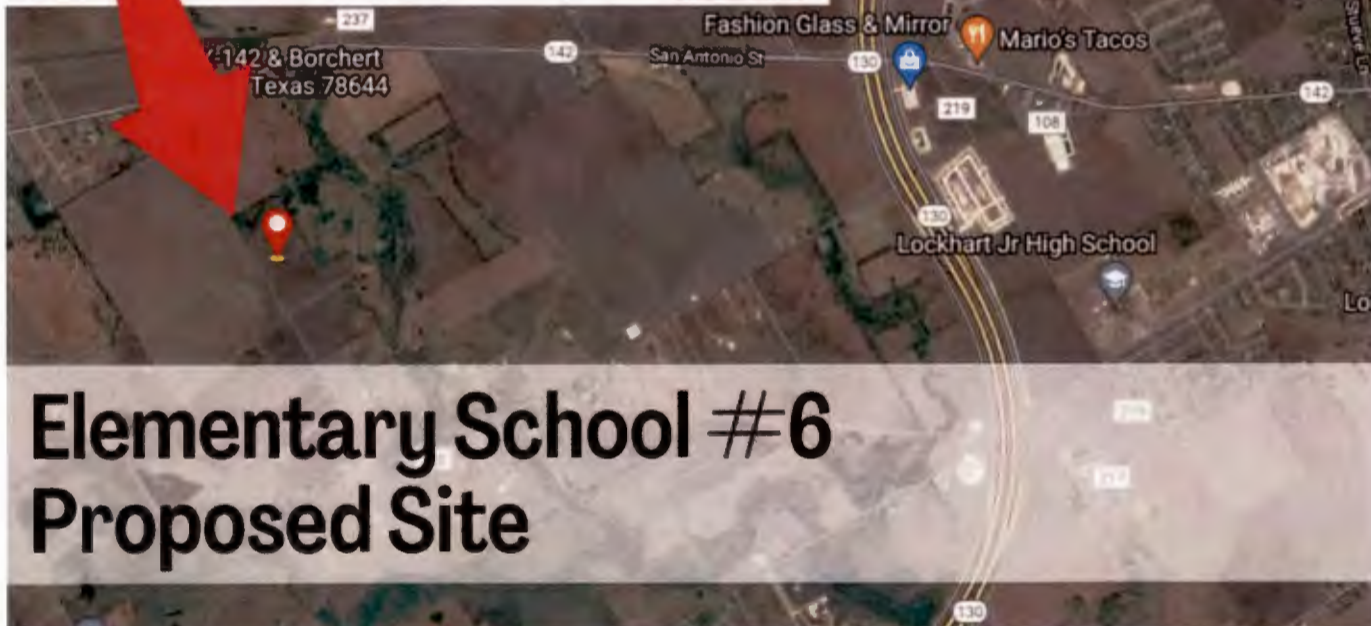 237
-142 & Borchert
Texas 78644
142
San Antonio St
Fashion Glass & Mirror
Mario's Tacos
130
219
108
142
130
Lockhart Jr High School
Lo
Elementary School #6
Proposed Site
130